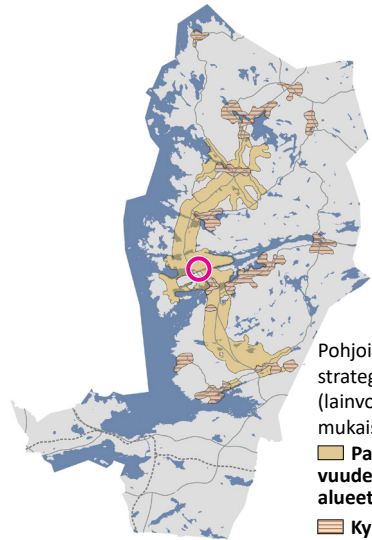 Pohjoi
strateg
(lainvo
mukais
Pa
vuude
alueet
Ky